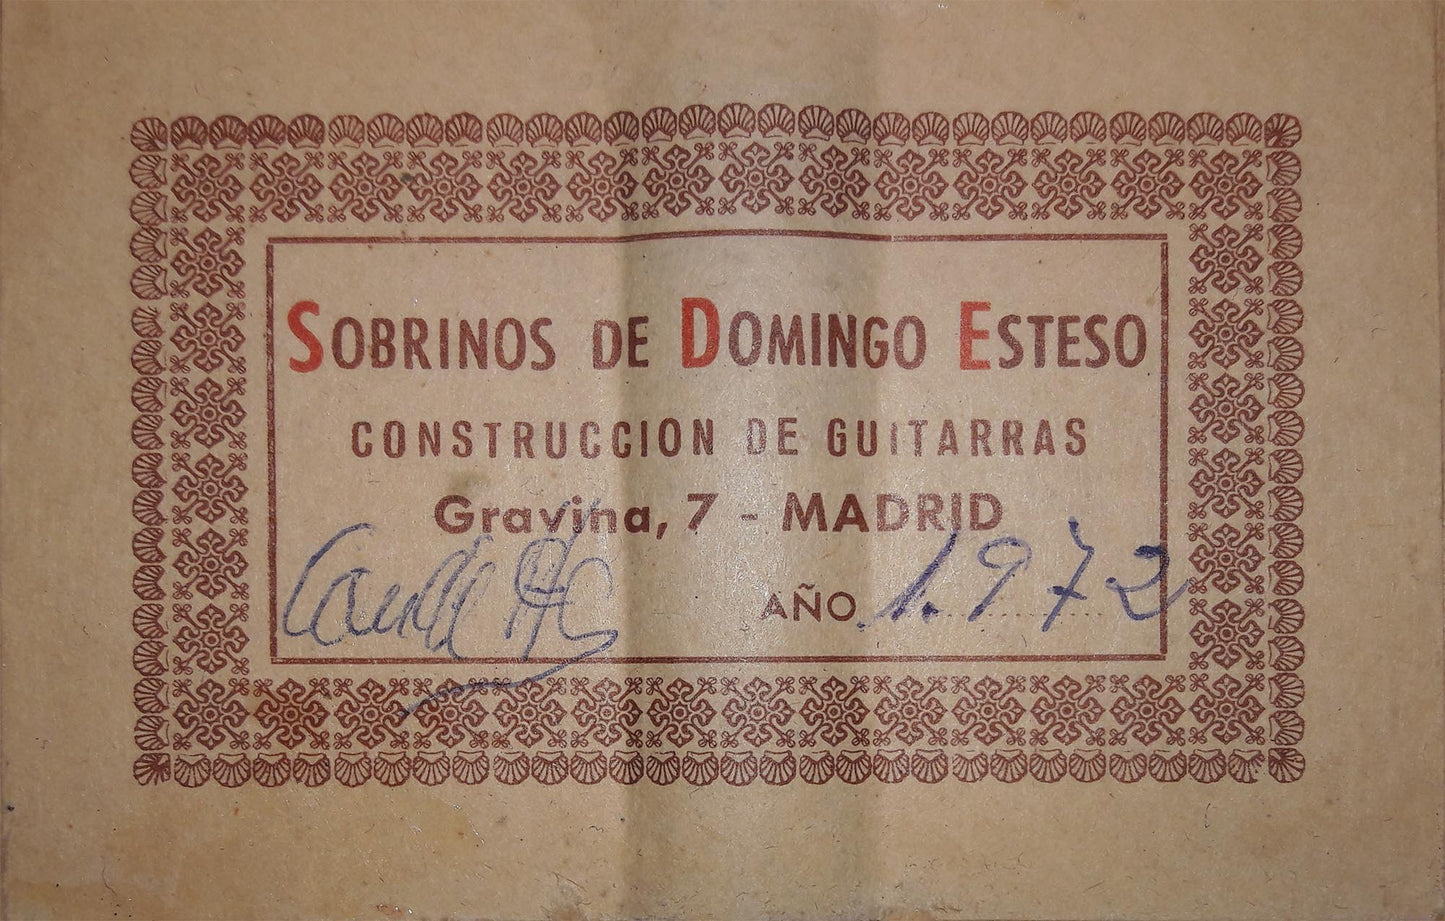 SOBRINOS DE DOMINGO ESTESO
CONSTRUCCION DE GUITARRAS
Gravina, 7 - MADRID
AÑO 1.972